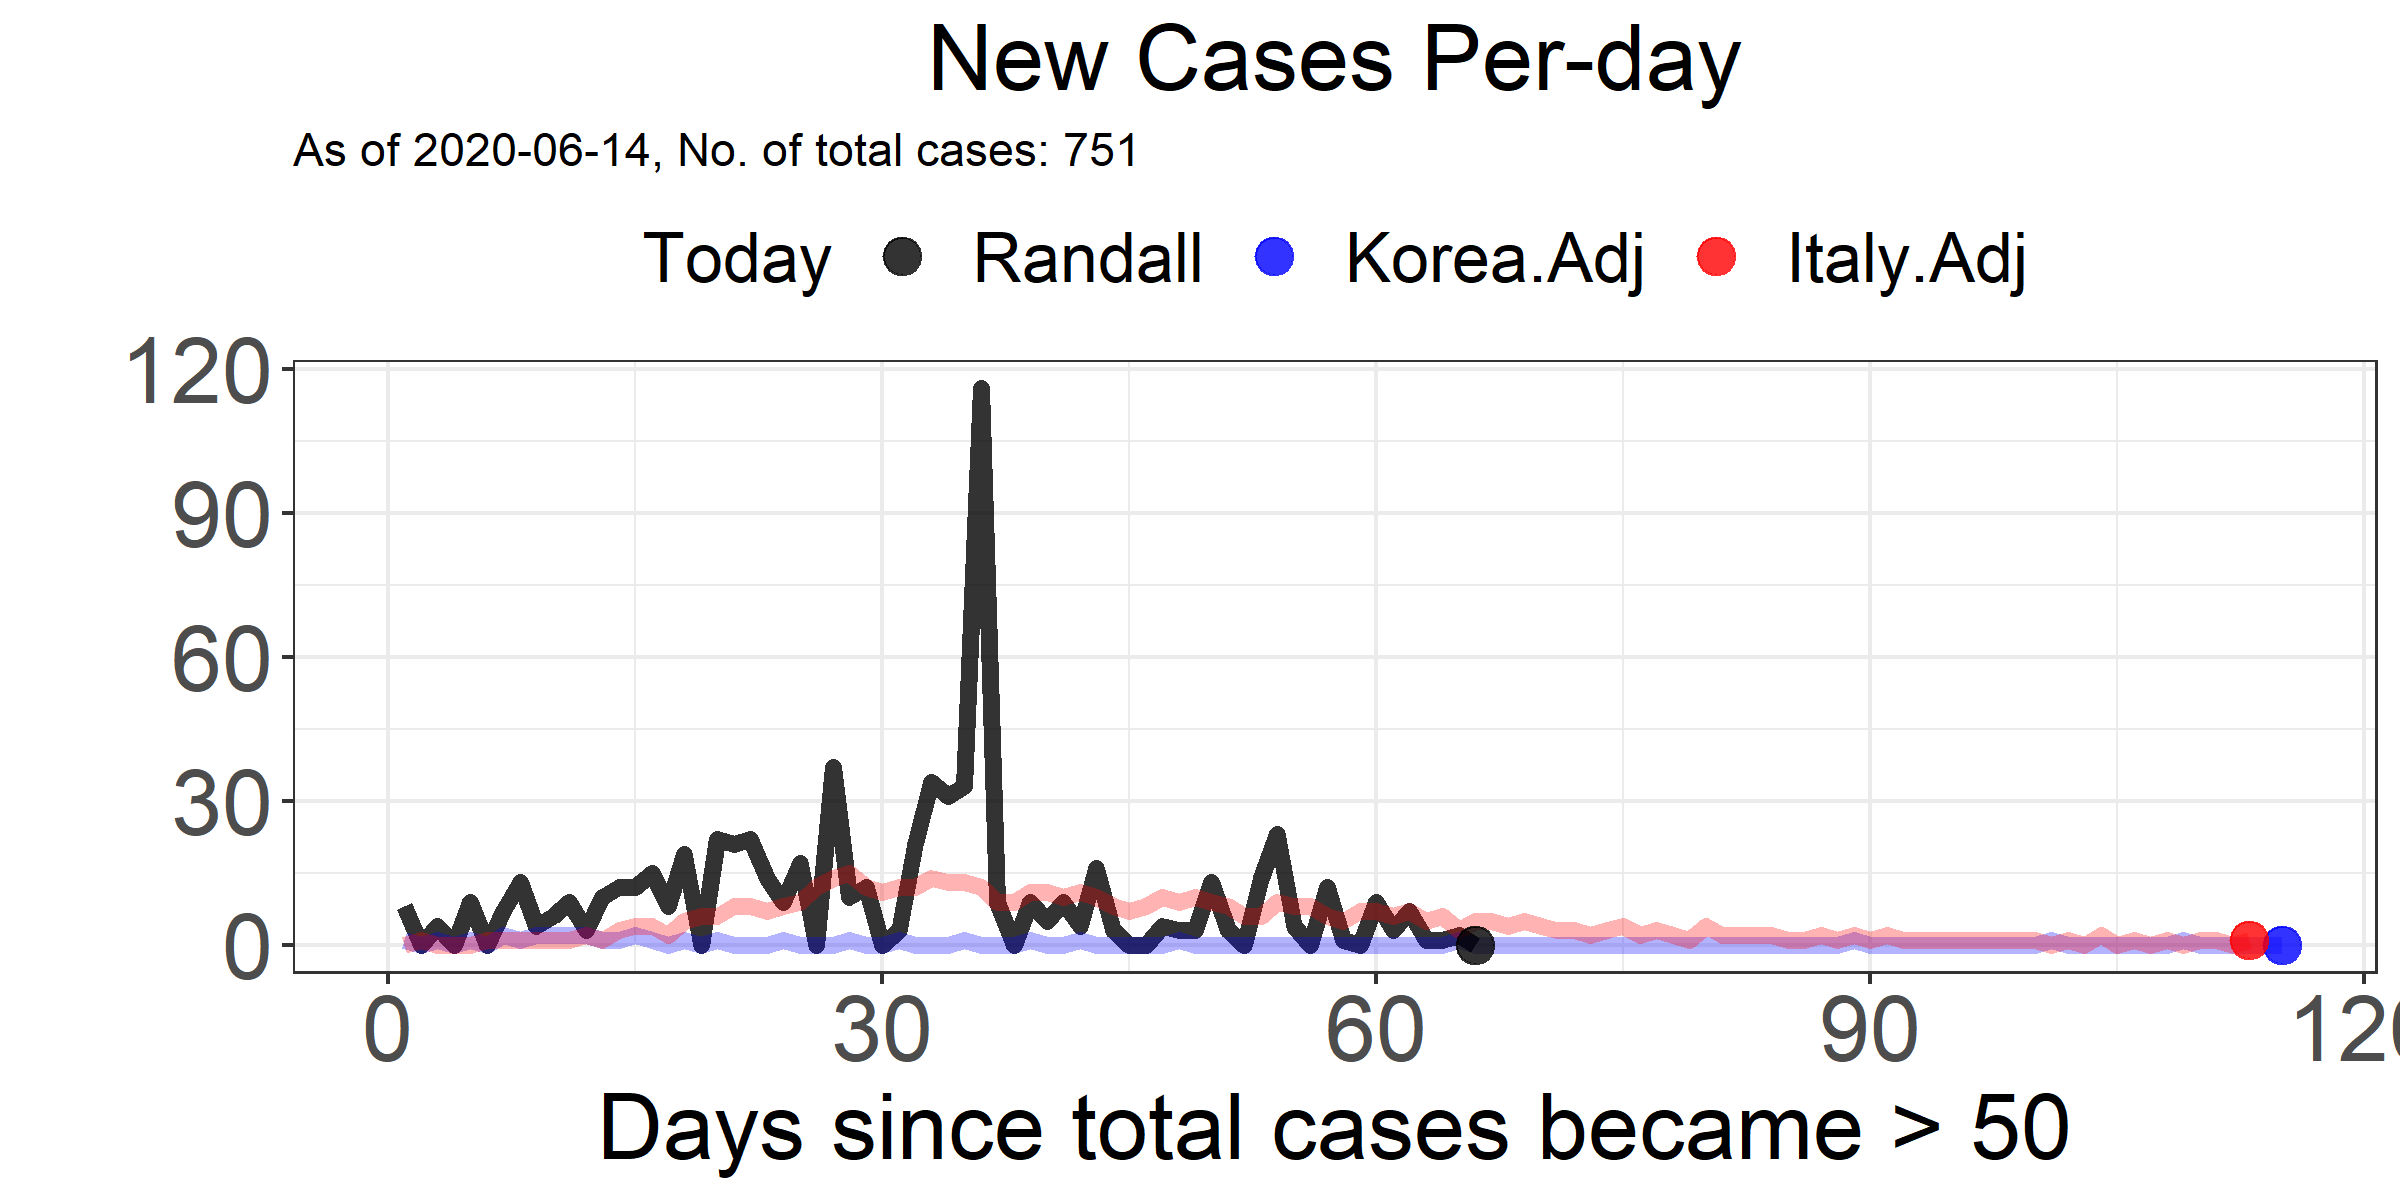 New Cases Per-day
As of 2020-06-14, No. of total cases: 751
Today Randall Korea.Adj Italy.Adj
120
90
60
30
0
0 30 60 90 120
Days since total cases became > 50